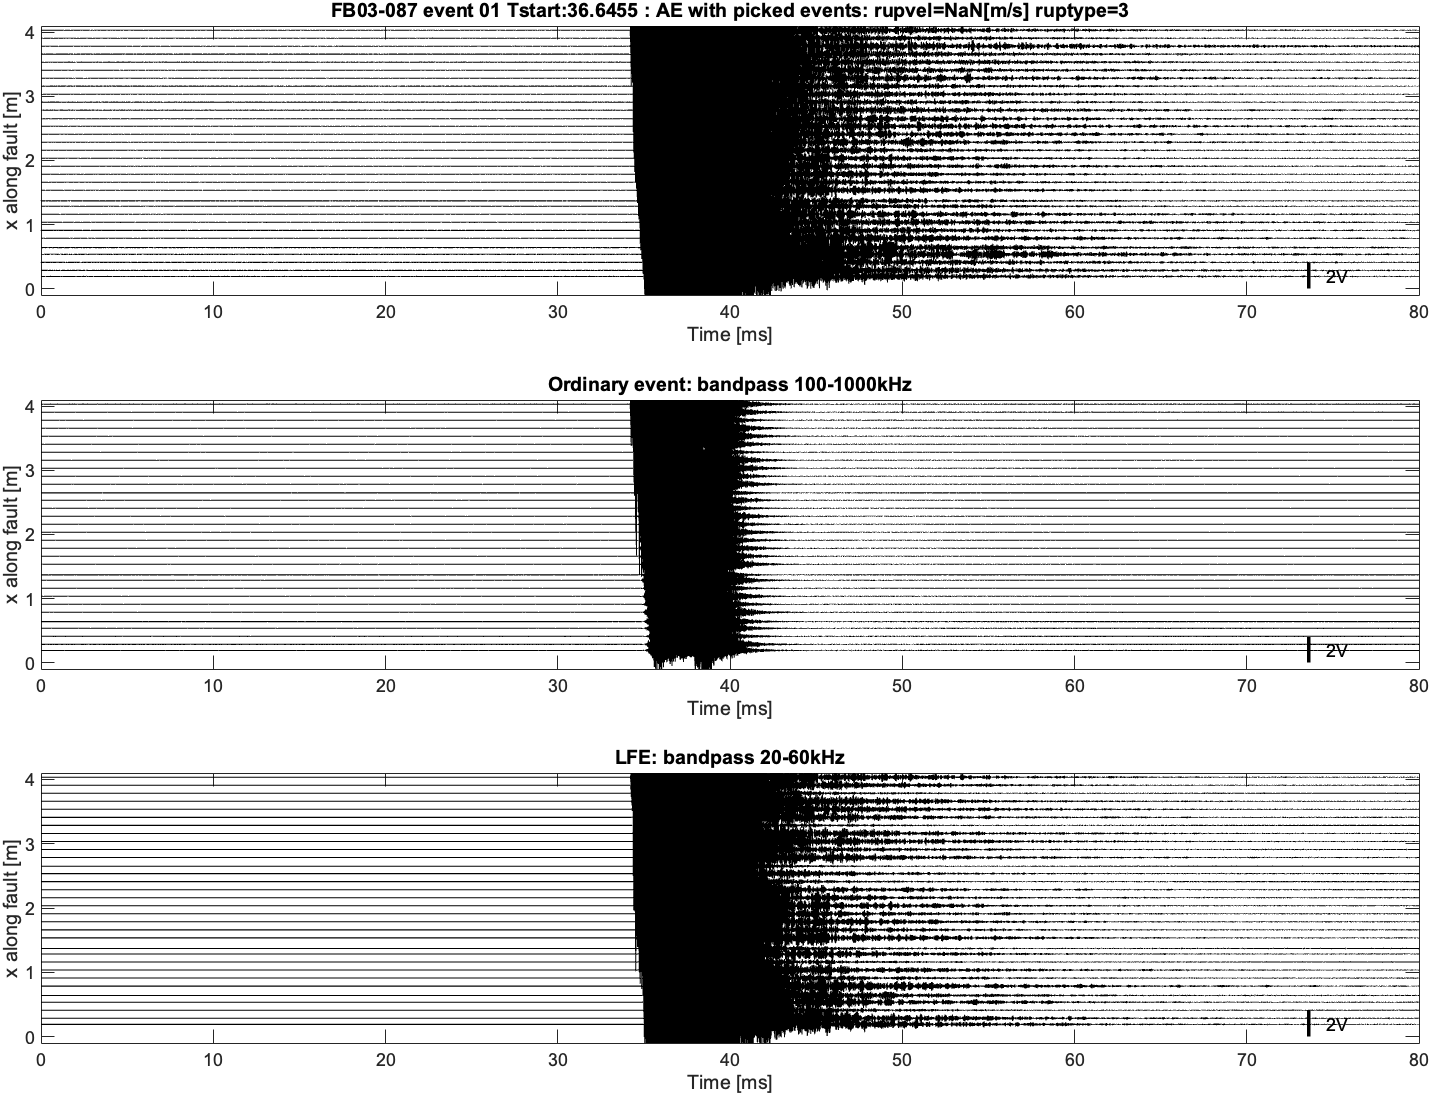 FB03-087 event 01 Tstart:36.6455 : AE with picked events: rupvel=NaN[m/s] ruptype=3
4
3
2
1
0
x along fault [m]
2V
0 10 20 30 40 50 60 70 80
Time [ms]
Ordinary event: bandpass 100-1000kHz
4
3
2
1
0
x along fault [m]
2V
0 10 20 30 40 50 60 70 80
Time [ms]
LFE: bandpass 20-60kHz
4
3
2
1
0
x along fault [m]
2V
0 10 20 30 40 50 60 70 80
Time [ms]